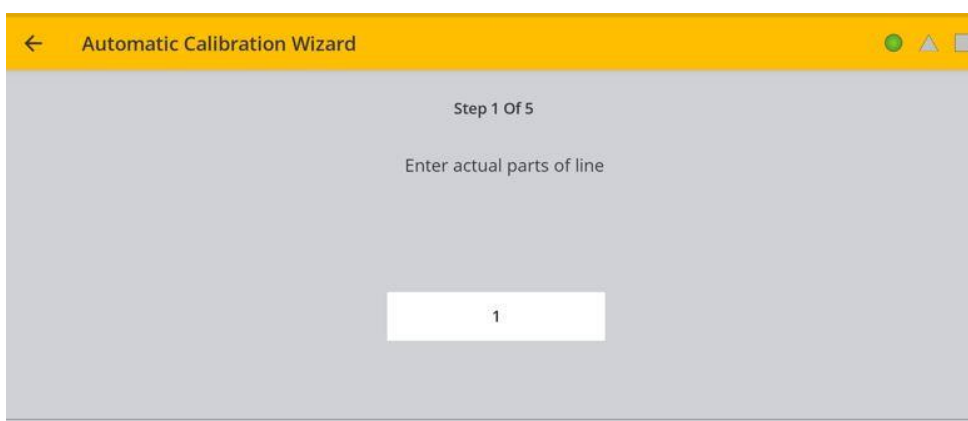 Automatic Calibration Wizard
Step 1 Of 5
Enter actual parts of line
1